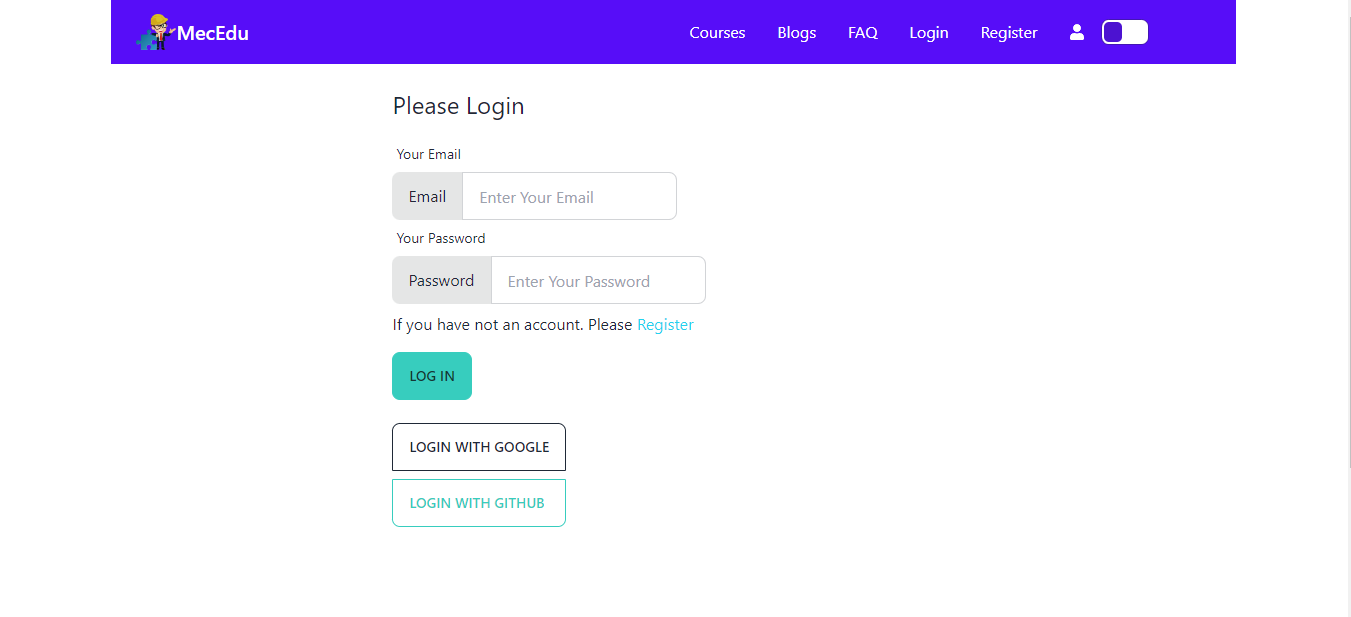 MecEdu Courses Blogs FAQ Login Register
Please Login
Your Email
Email Enter Your Email
Your Password
Password Enter Your Password
If you have not an account. Please Register
LOG IN
LOGIN WITH GOOGLE
LOGIN WITH GITHUB